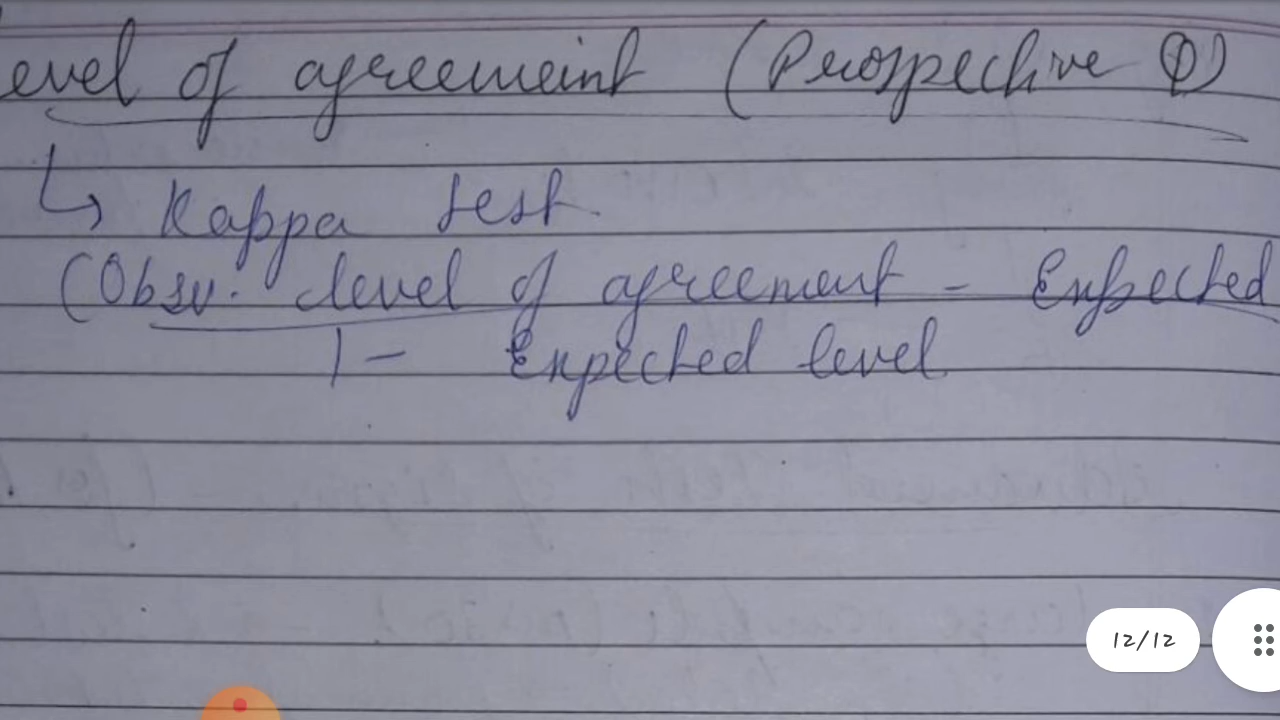 evel of agreement (Prospective Q)
↳ Kappa test.
(Obsv. level of agreement - Expected
1 - Expected level
12/12